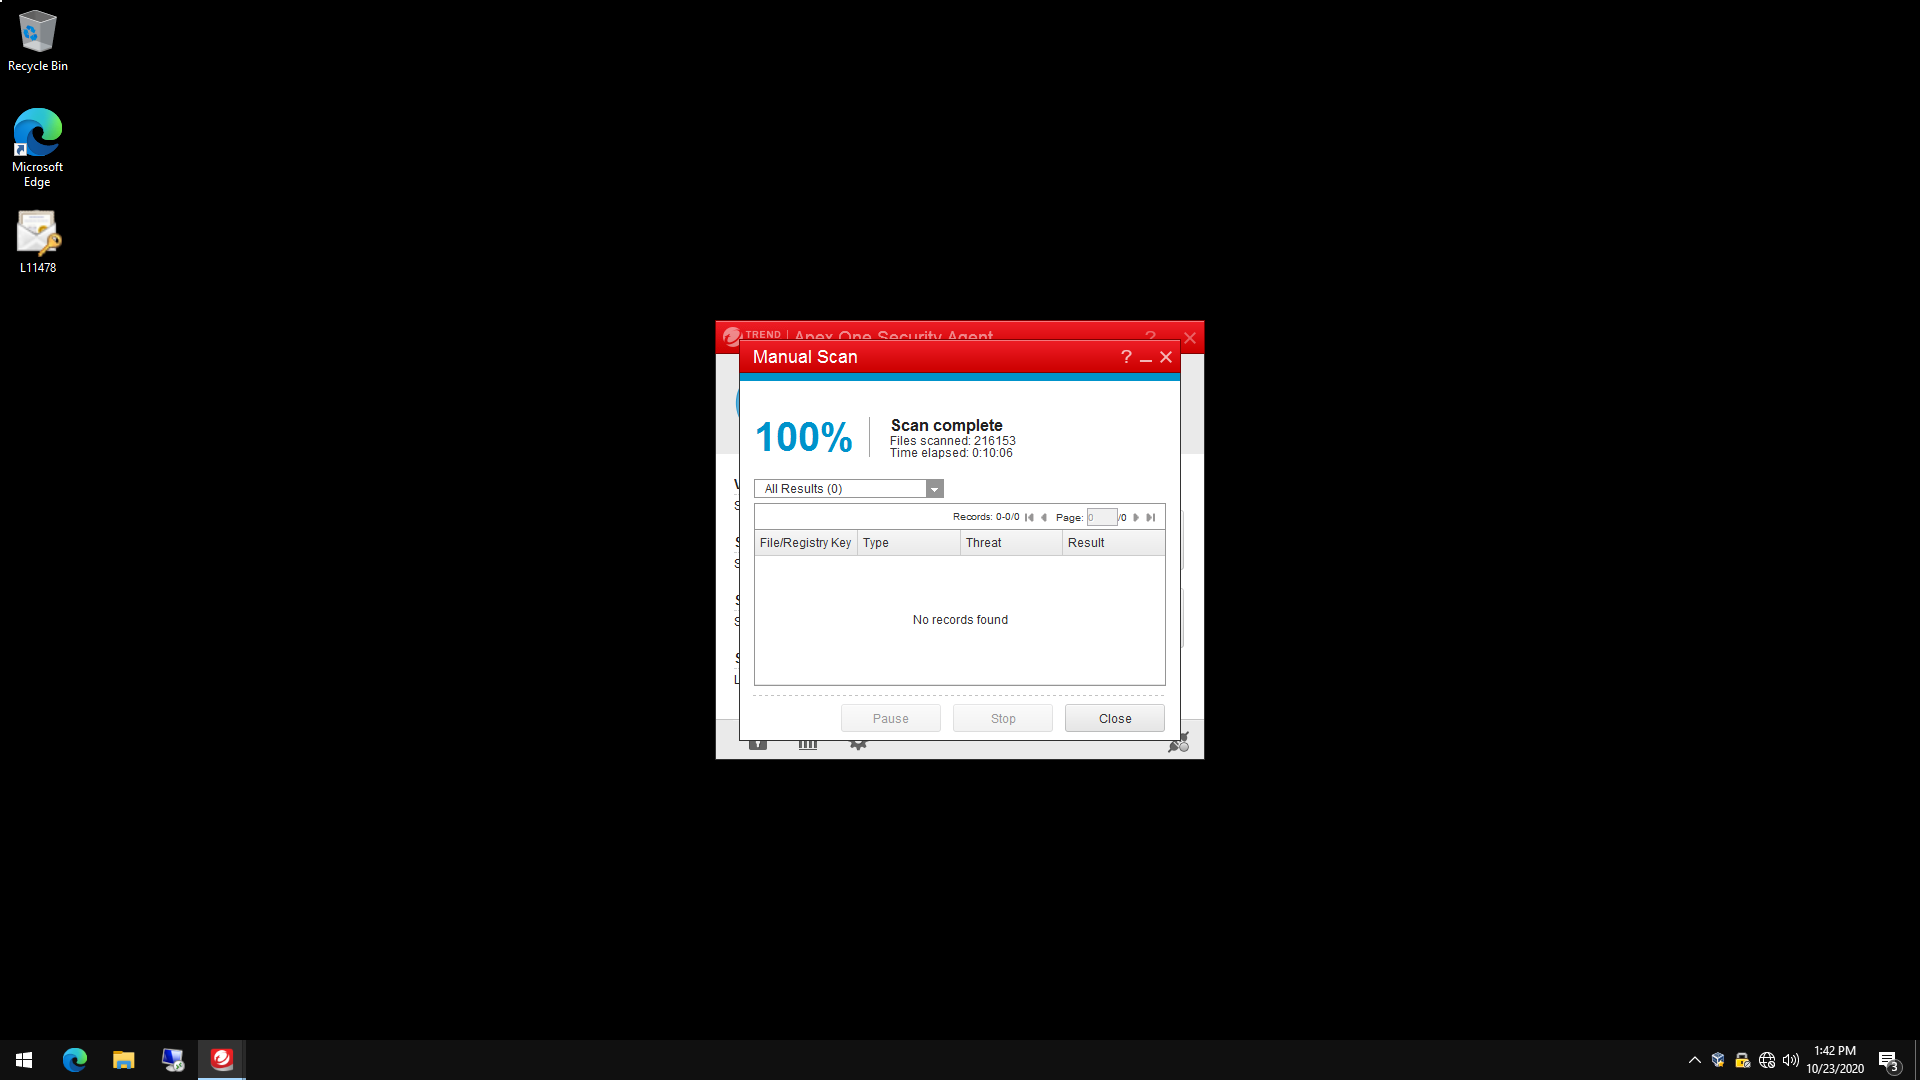 Recycle Bin
Microsoft
Edge
L11478
TREND
Apex One Security Agent
Manual Scan
?
100%
Scan complete
Files scanned: 216153
Time elapsed: 0:10:06
All Results (0)
Records: 0-0/0 Page: 0 /0
File/Registry Key Type Threat Result
No records found
Pause Stop Close
1:42 PM
10/23/2020
3